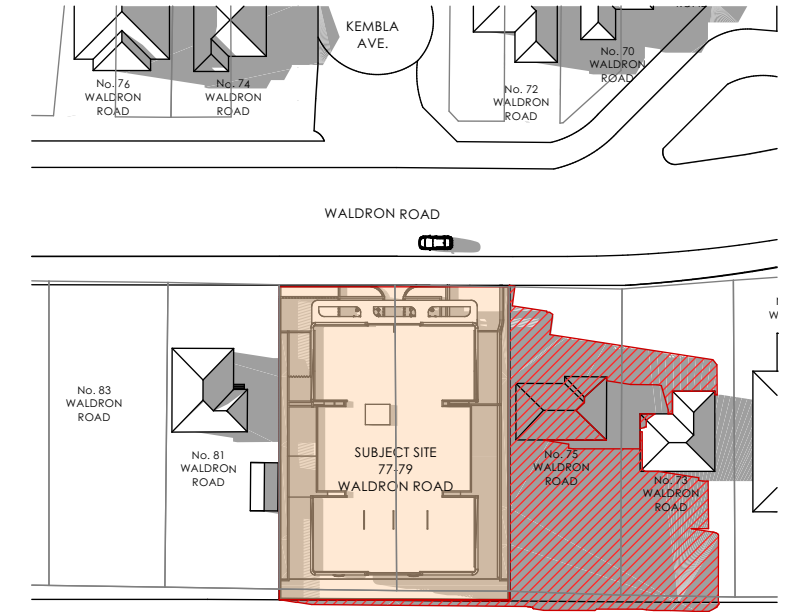 KEMBLA
AVE.
No. 76
WALDRON
ROAD
No. 74
WALDRON
ROAD
No. 72
WALDRON
ROAD
No. 70
WALDRON
ROAD
ROAD
WALDRON ROAD
No. 83
WALDRON
ROAD
No. 81
WALDRON
ROAD
SUBJECT SITE
77-79
WALDRON ROAD
No. 75
WALDRON
ROAD
No. 73
WALDRON
ROAD
W